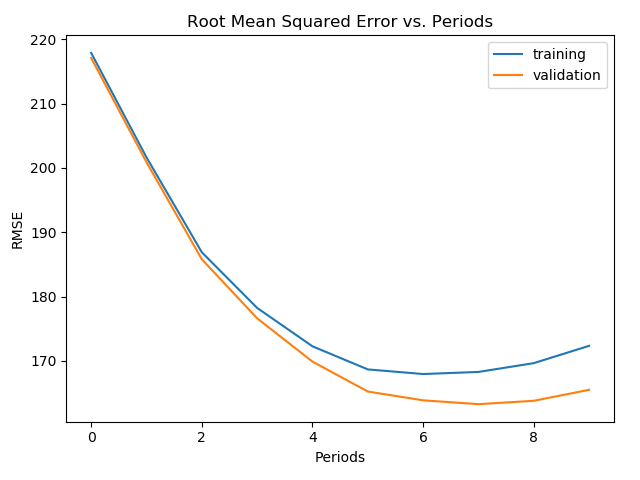 Root Mean Squared Error vs. Periods
training
validation
220
210
200
190
180
170
RMSE
0
2
4
6
8
Periods